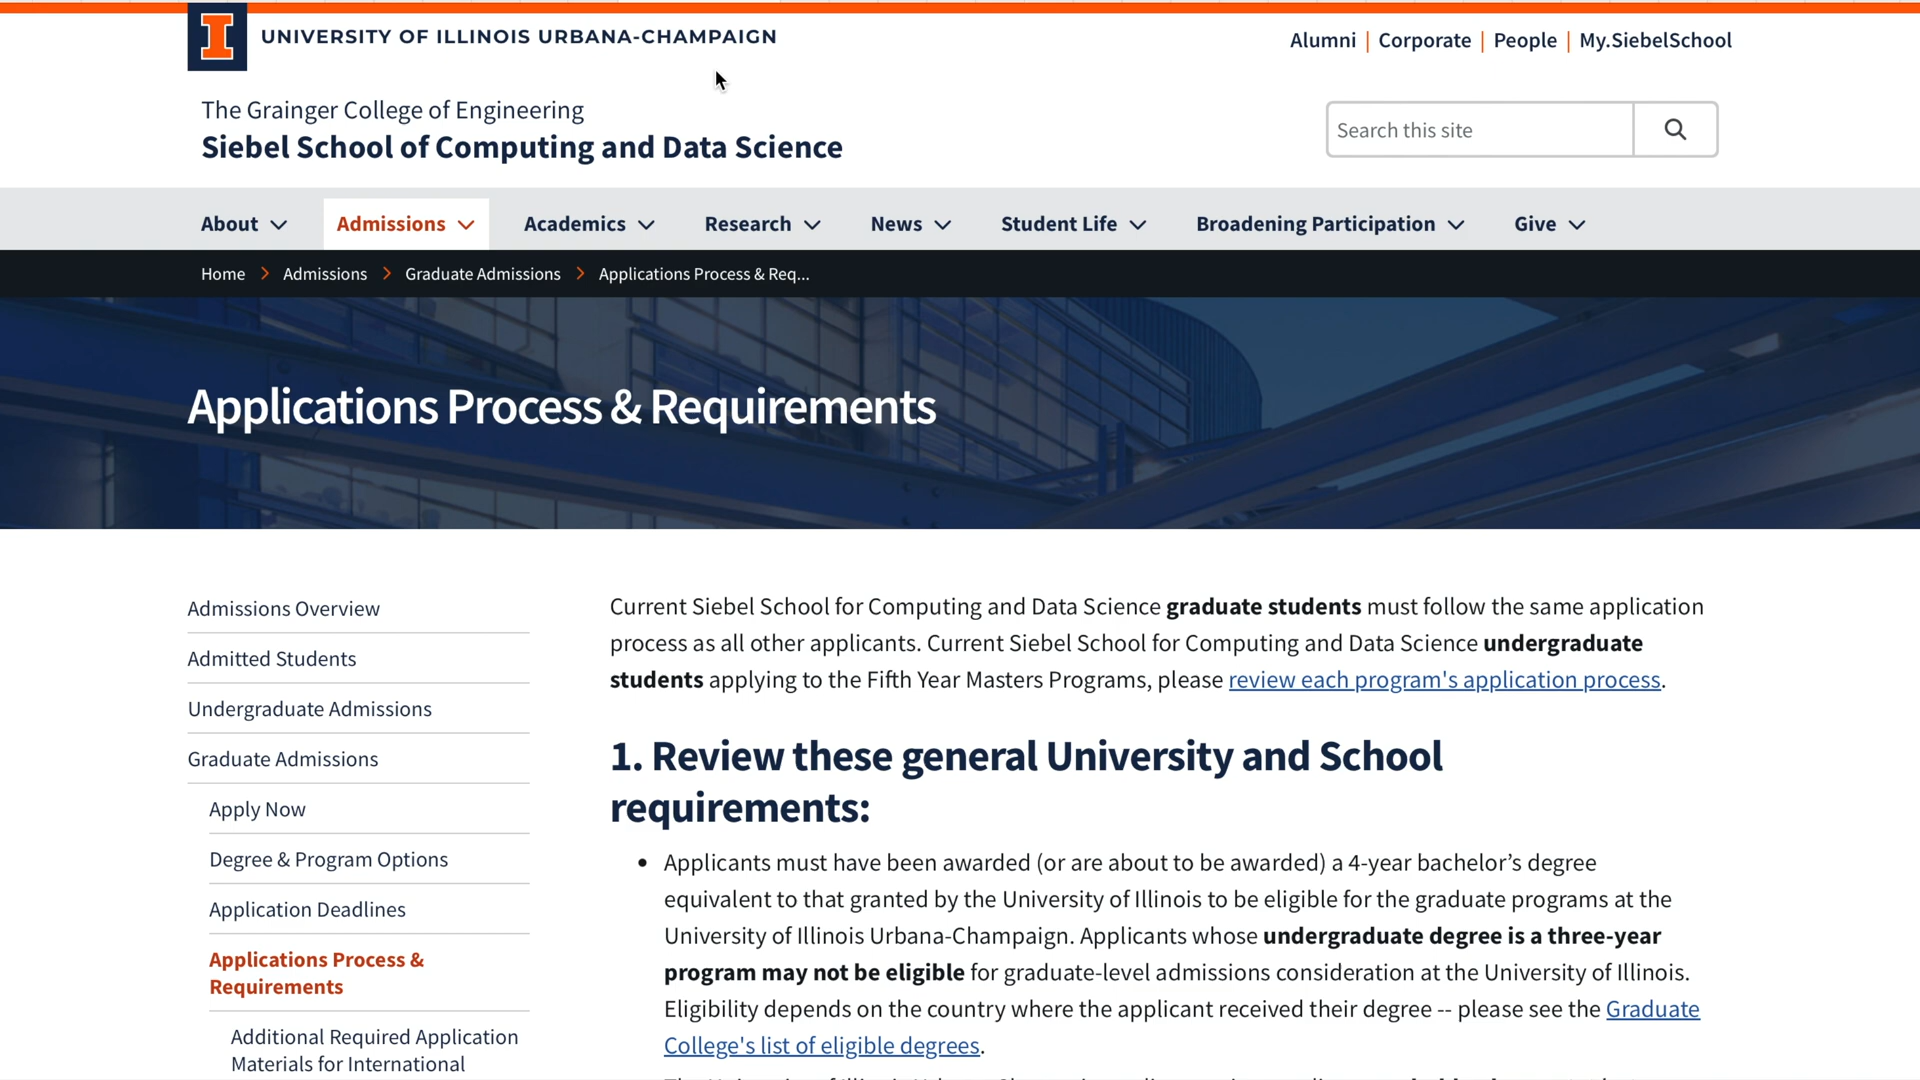 UNIVERSITY OF ILLINOIS URBANA-CHAMPAIGN
Alumni | Corporate | People | My.SiebelSchool
The Grainger College of Engineering
Siebel School of Computing and Data Science
Search this site
About Admissions Academics Research News Student Life Broadening Participation Give
Home Admissions Graduate Admissions Applications Process & Req...
Applications Process & Requirements
Admissions Overview
Admitted Students
Undergraduate Admissions
Graduate Admissions
Apply Now
Degree & Program Options
Application Deadlines
Applications Process &
Requirements
Additional Required Application
Materials for International
Current Siebel School for Computing and Data Science graduate students must follow the same application
process as all other applicants. Current Siebel School for Computing and Data Science undergraduate
students applying to the Fifth Year Masters Programs, please review each program's application process.
1. Review these general University and School
requirements:
• Applicants must have been awarded (or are about to be awarded) a 4-year bachelor’s degree
equivalent to that granted by the University of Illinois to be eligible for the graduate programs at the
University of Illinois Urbana-Champaign. Applicants whose undergraduate degree is a three-year
program may not be eligible for graduate-level admissions consideration at the University of Illinois.
Eligibility depends on the country where the applicant received their degree -- please see the Graduate
College's list of eligible degrees.